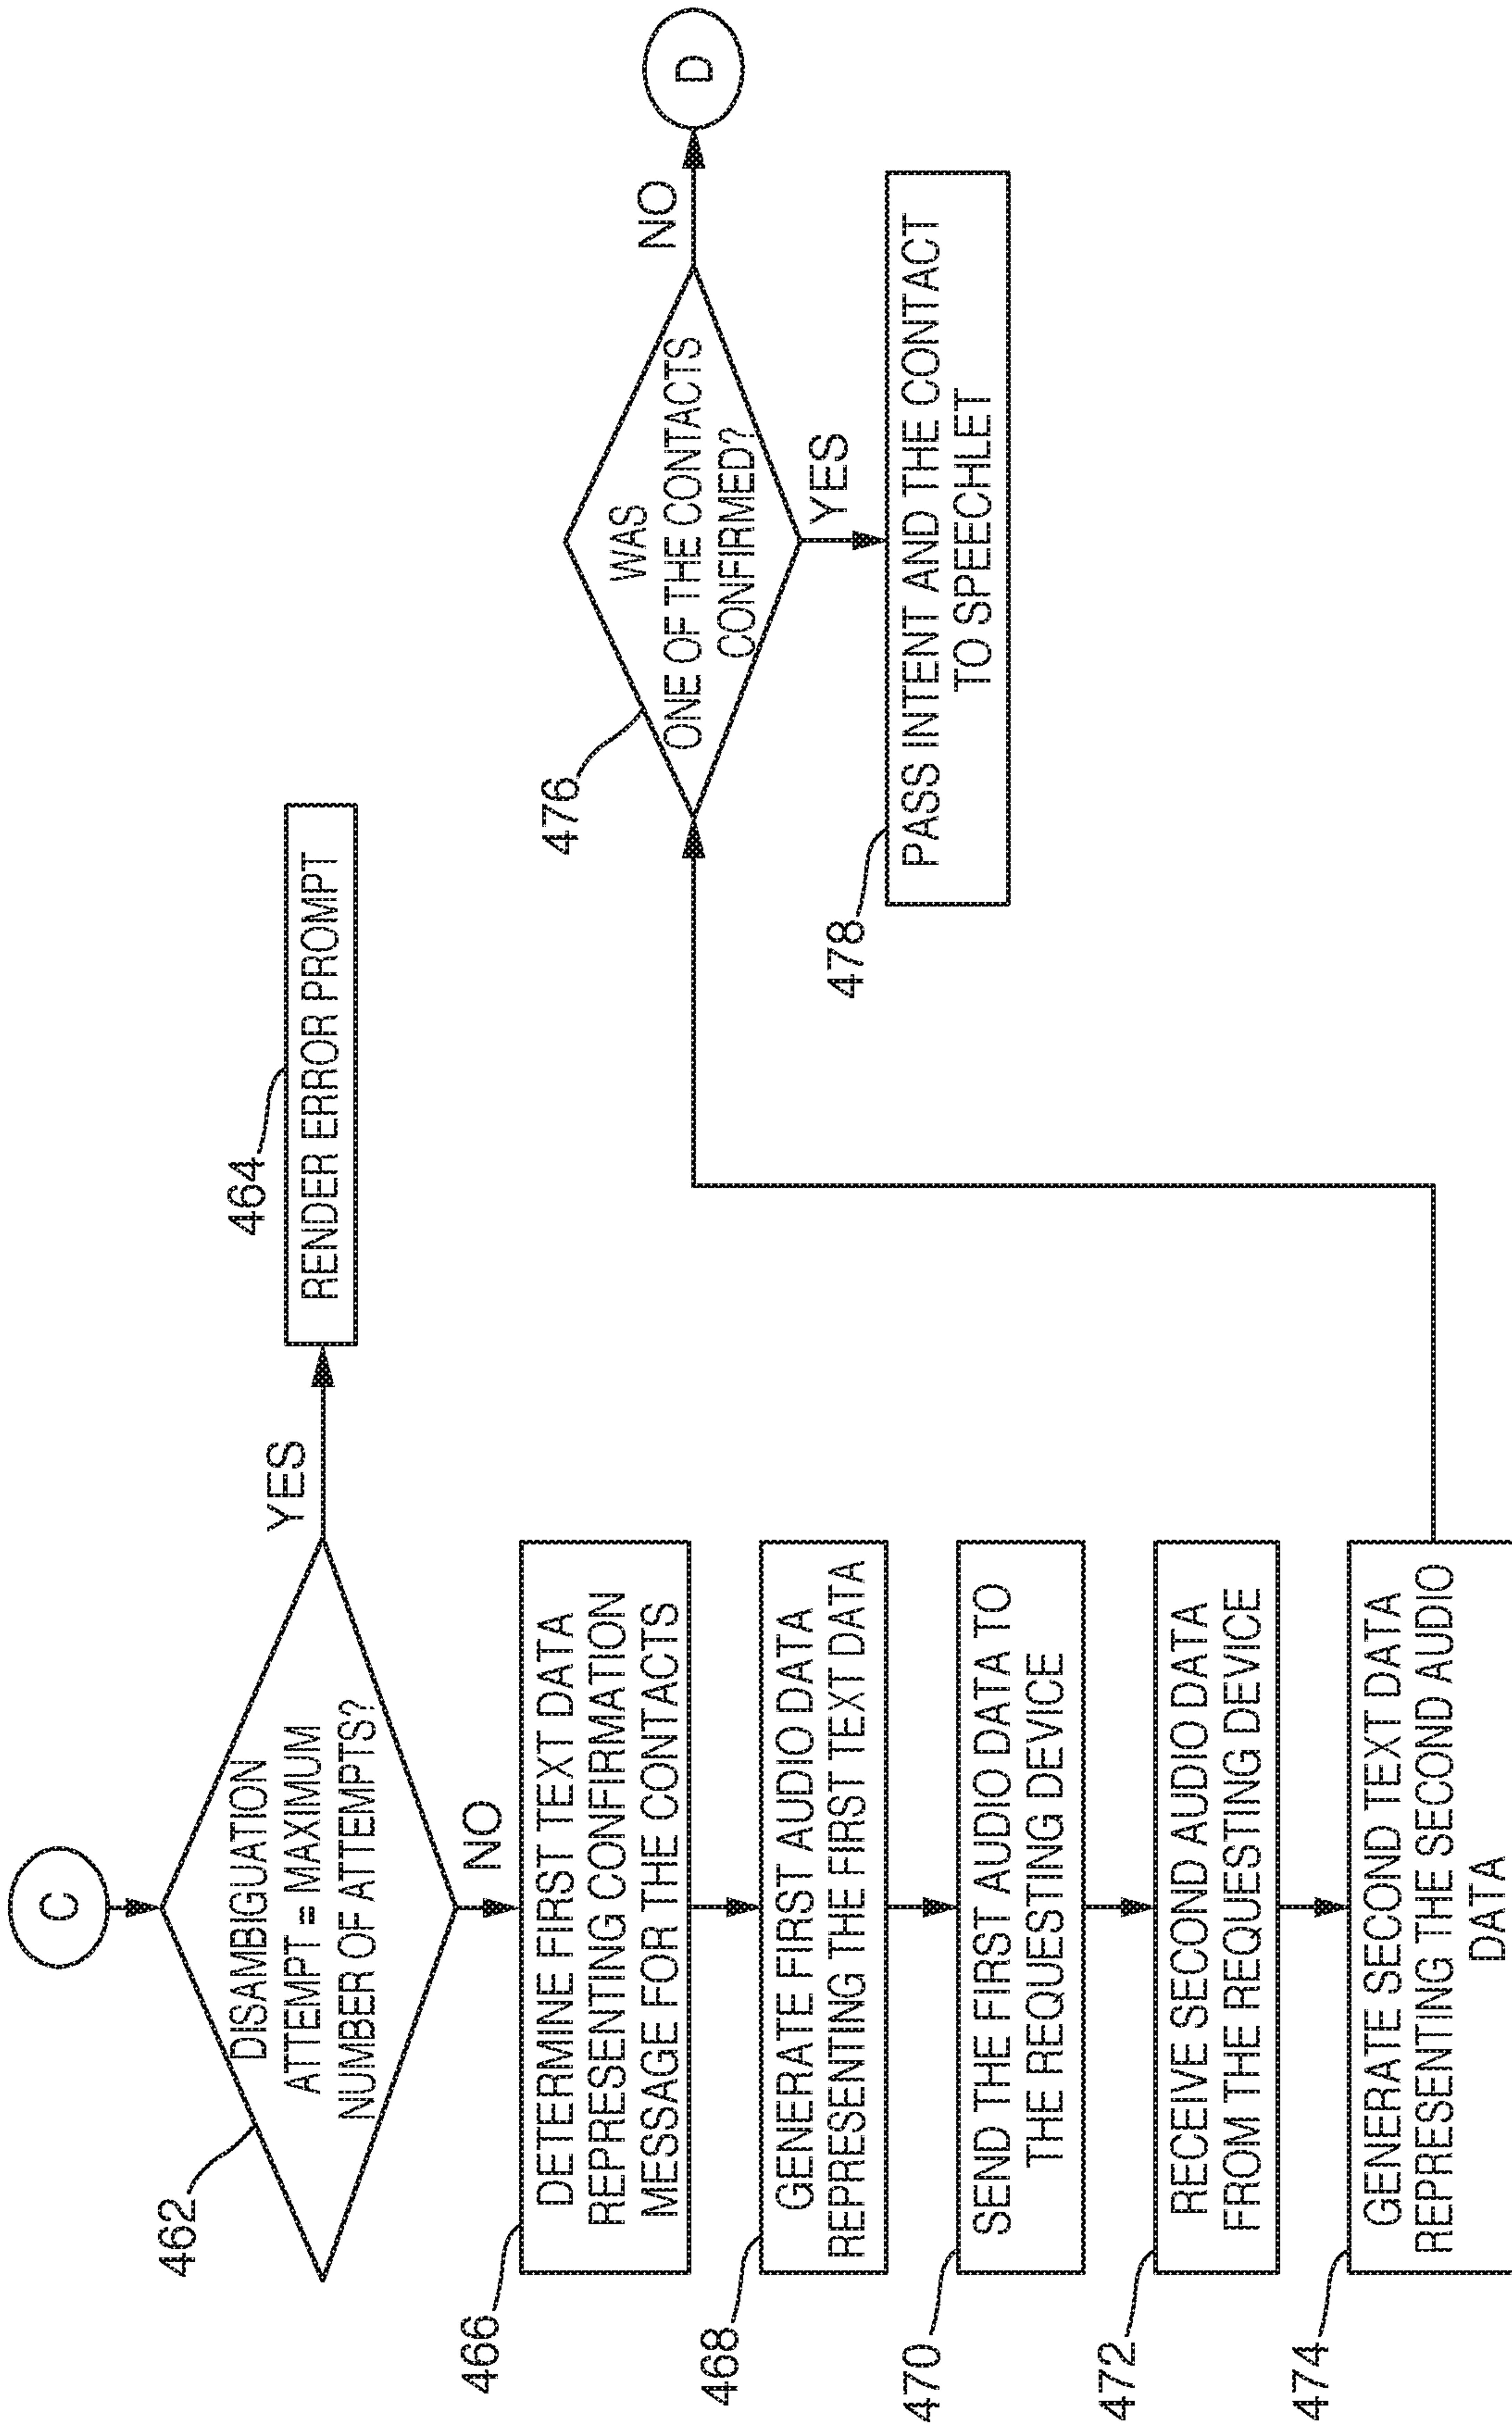 C
462
DISAMBIGUATION
ATTEMPT = MAXIMUM
NUMBER OF ATTEMPTS?
YES
464
RENDER ERROR PROMPT
NO
466
DETERMINE FIRST TEXT DATA
REPRESENTING CONFIRMATION
MESSAGE FOR THE CONTACTS
468
GENERATE FIRST AUDIO DATA
REPRESENTING THE FIRST TEXT DATA
470
SEND THE FIRST AUDIO DATA TO
THE REQUESTING DEVICE
472
RECEIVE SECOND AUDIO DATA
FROM THE REQUESTING DEVICE
474
GENERATE SECOND TEXT DATA
REPRESENTING THE SECOND AUDIO
DATA
476
WAS
ONE OF THE CONTACTS
CONFIRMED?
NO
D
YES
478
PASS INTENT AND THE CONTACT
TO SPEECHLET